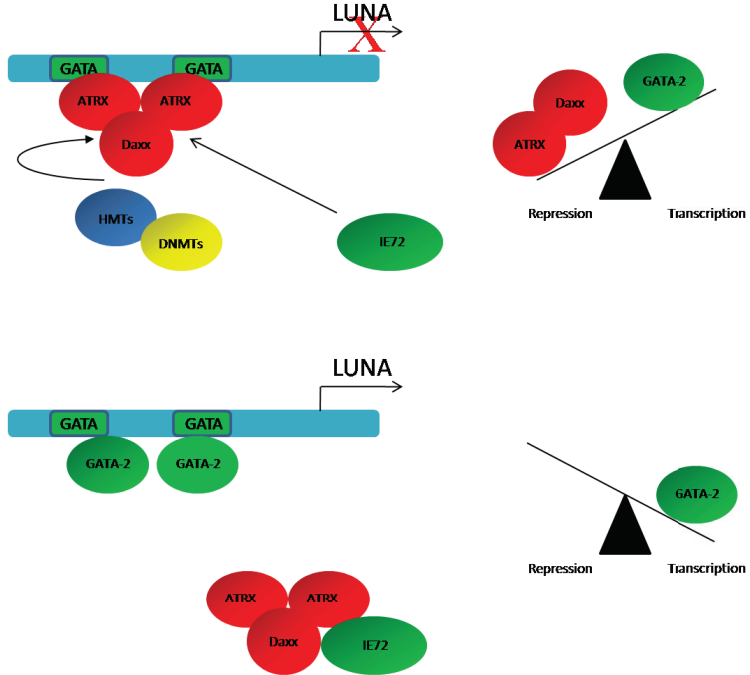 LUNA
X
GATA GATA
ATRX ATRX
Daxx
HMTs
DNMTs
IE72
GATA-2
Daxx
ATRX
Repression Transcription
LUNA
GATA GATA
GATA-2 GATA-2
ATRX ATRX
Daxx IE72
GATA-2
Repression Transcription